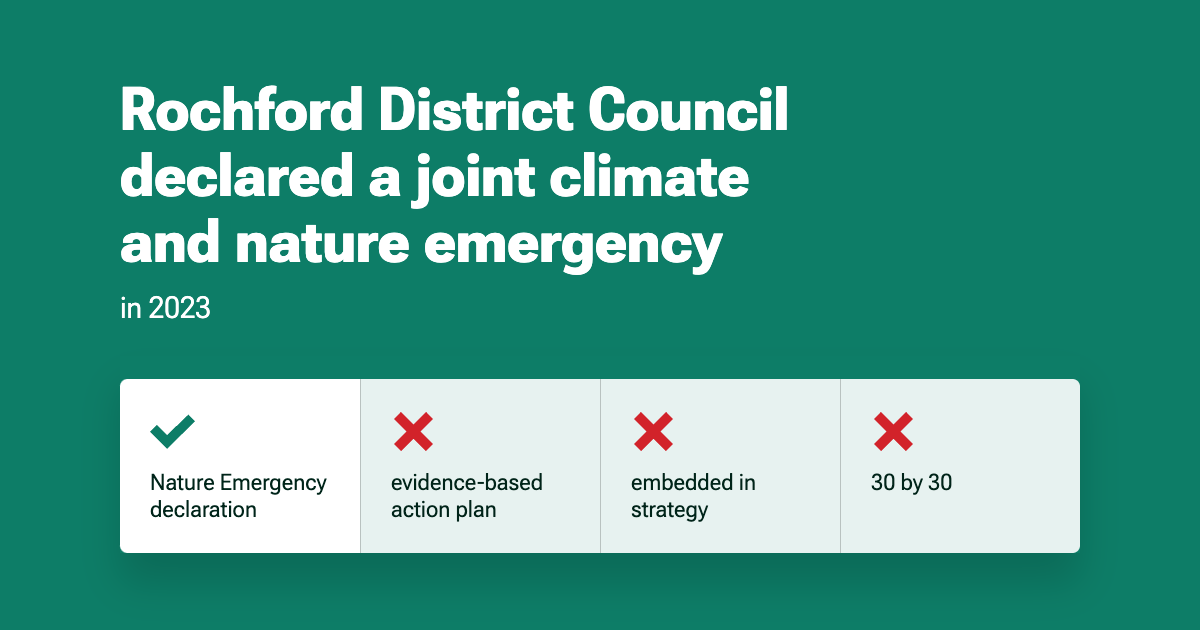 Rochford District Council
declared a joint climate
and nature emergency
in 2023
Nature Emergency
declaration
evidence-based
action plan
embedded in
strategy
30 by 30